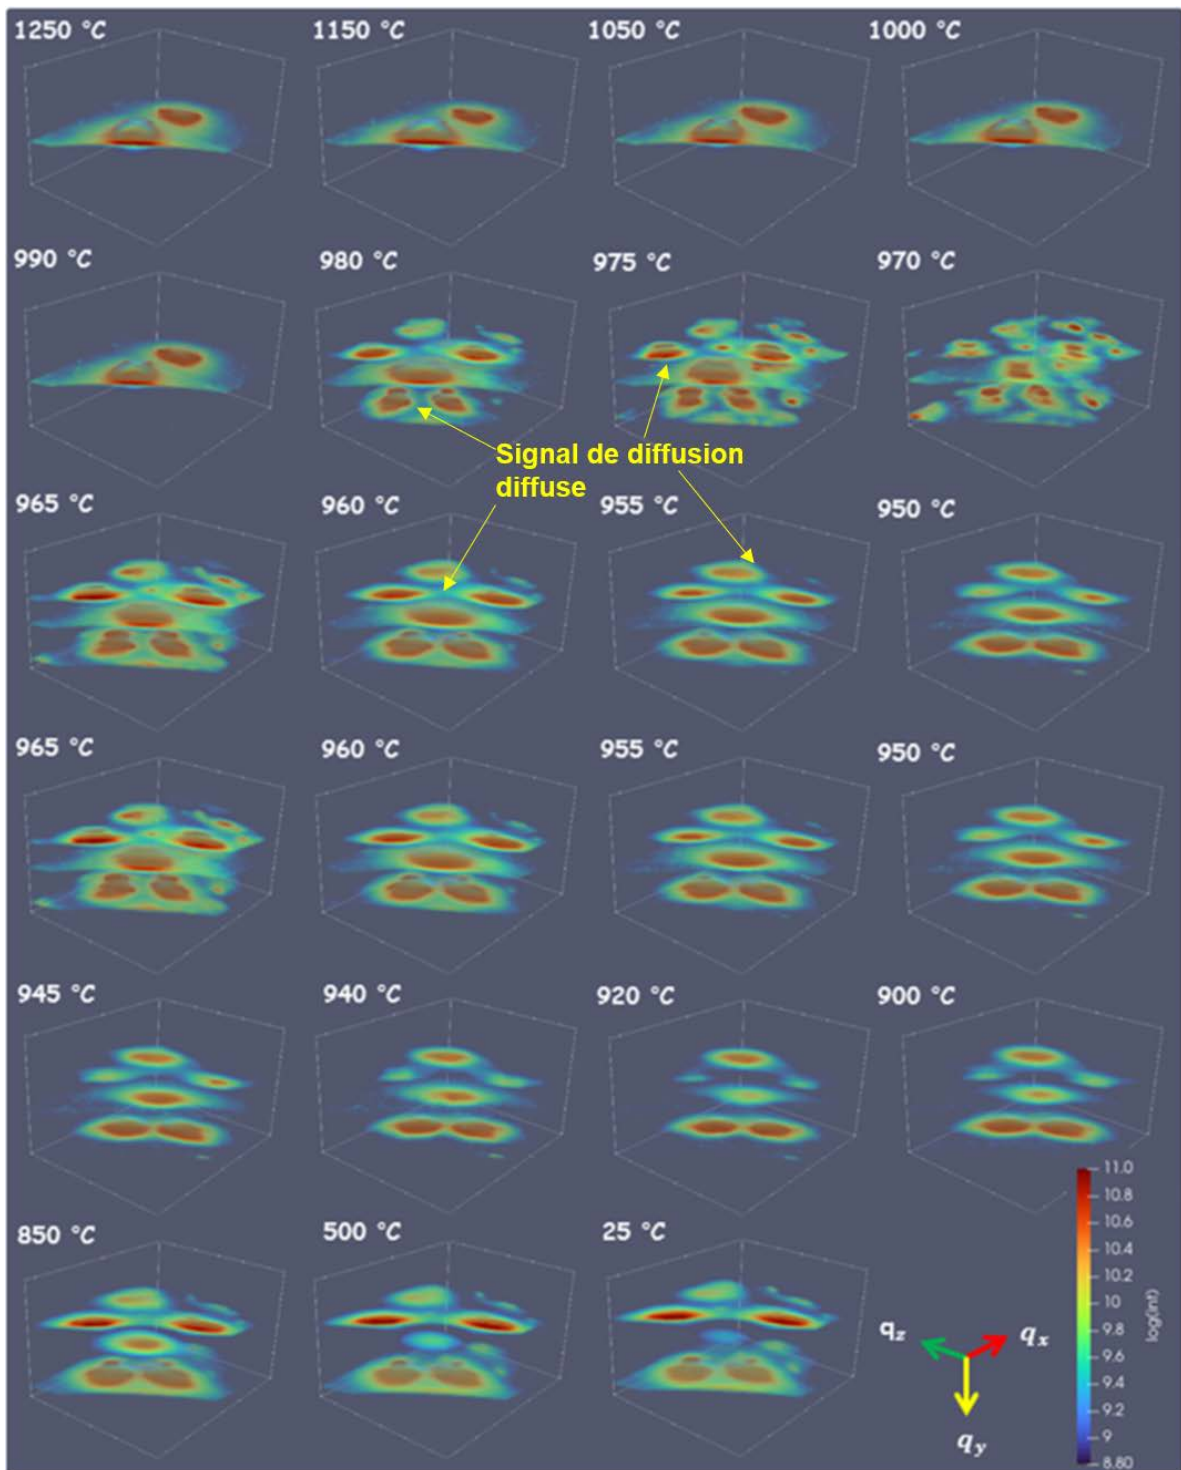 1250 °C
1150 °C
1050 °C
1000 °C
990 °C
980 °C
975 °C
970 °C
Signal de diffusion
diffuse
965 °C
960 °C
955 °C
950 °C
965 °C
960 °C
955 °C
950 °C
945 °C
940 °C
920 °C
900 °C
850 °C
500 °C
25 °C
11.0
10.8
10.6
10.4
10.2
10
9.8
9.6
9.4
9.2
9
8.80
log(int)
qz
qx
qy